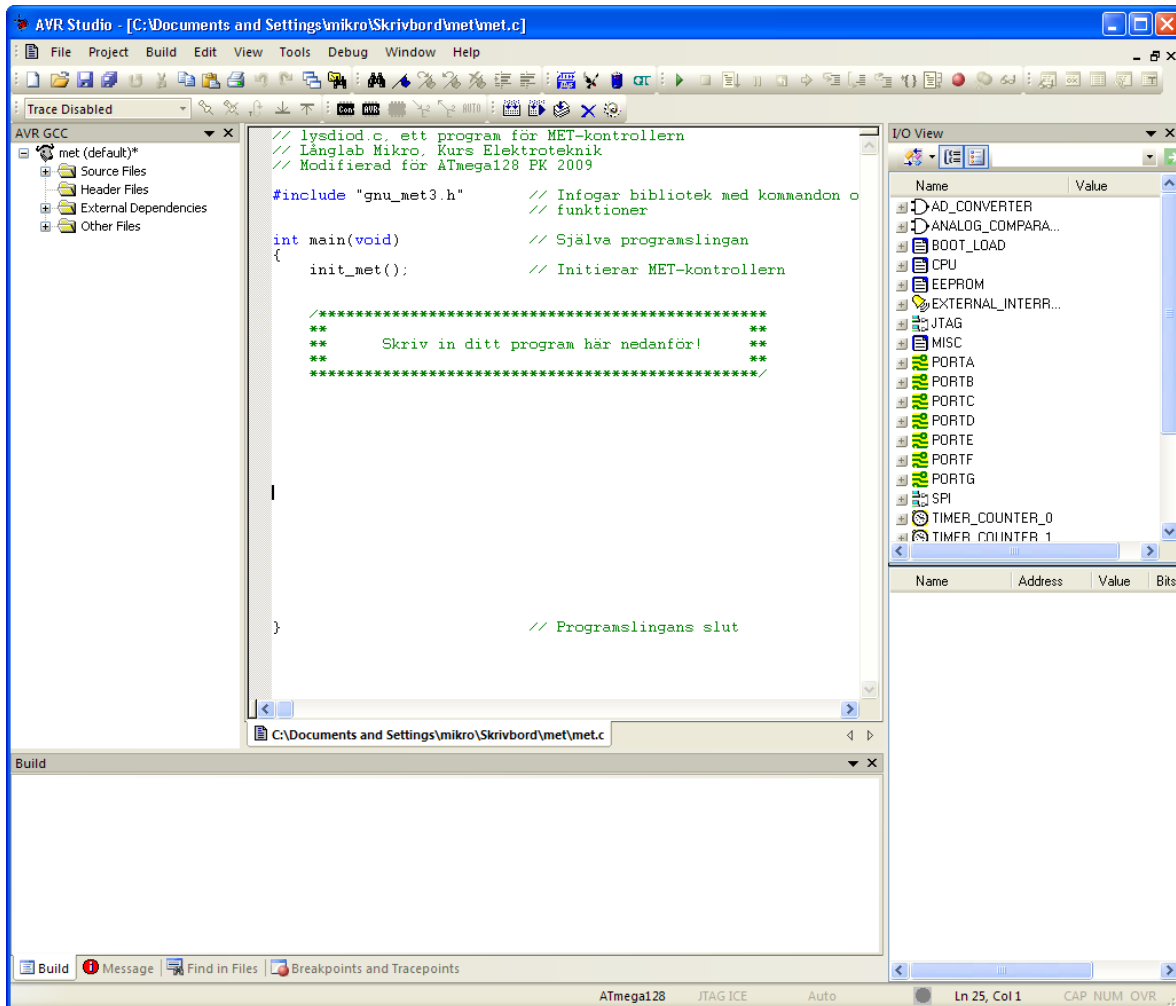 AVR Studio - [C:\Documents and Settings\mikro\Skrivbord\met\met.c]
File Project Build Edit View Tools Debug Window Help
Trace Disabled
Con AVR AUTO
AVR GCC
met (default)*
Source Files
Header Files
External Dependencies
Other Files
// lysdiod.c, ett program för MET-kontrollern
// Långlab Mikro, Kurs Elektroteknik
// Modifierad för ATmega128 PK 2009
#include "gnu_met3.h" // Infogar bibliotek med kommandon o
// funktioner
int main(void) // Själva programslingan
{
init_met(); // Initierar MET-kontrollern
/*************************************************
** **
** Skriv in ditt program här nedanför! **
** **
*************************************************/
} // Programslingans slut
C:\Documents and Settings\mikro\Skrivbord\met\met.c
I/O View
Name Value
AD_CONVERTER
ANALOG_COMPARA...
BOOT_LOAD
CPU
EEPROM
EXTERNAL_INTERR...
JTAG
MISC
PORTA
PORTB
PORTC
PORTD
PORTE
PORTF
PORTG
SPI
TIMER_COUNTER_0
TIMER_COUNTER_1
Name Address Value Bits
Build
Build Message Find in Files Breakpoints and Tracepoints
ATmega128 JTAG ICE Auto Ln 25, Col 1 CAP NUM OVR